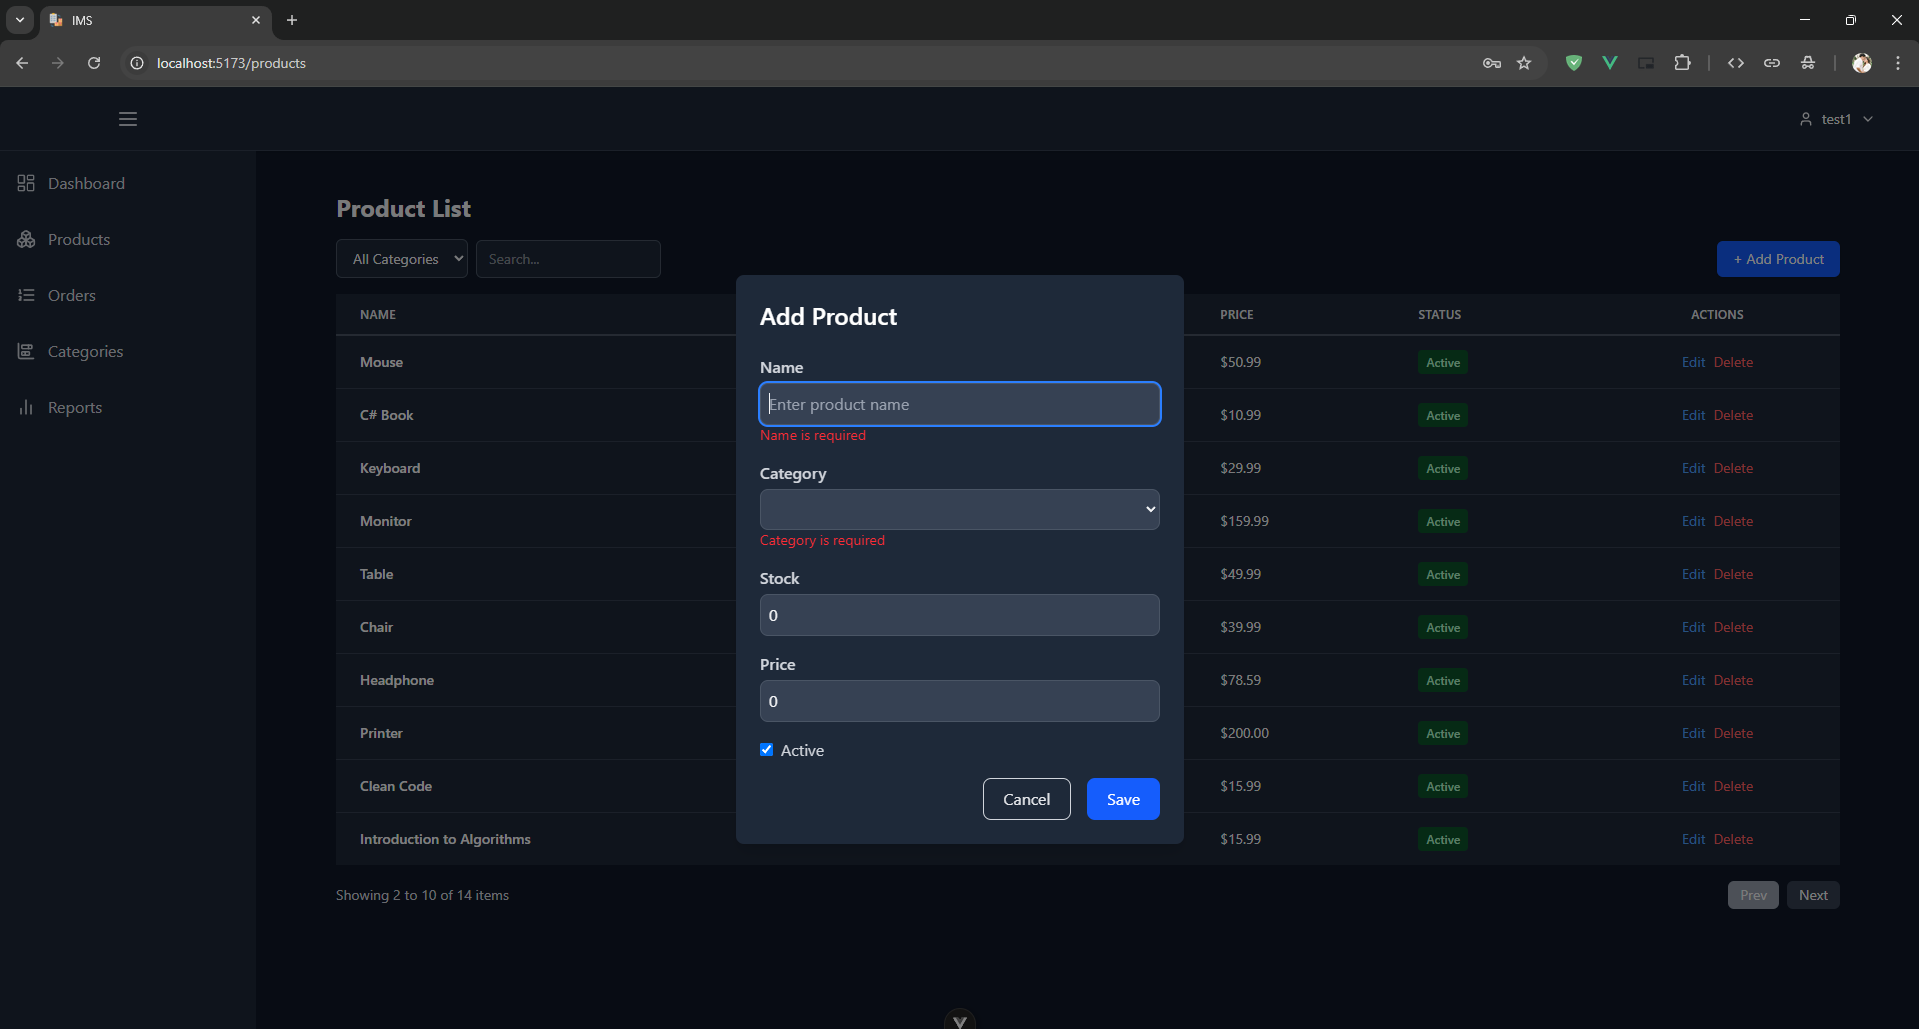 IMS
localhost:5173/products
test1
Dashboard
Products
Orders
Categories
Reports
Product List
All Categories
Search...
+ Add Product
NAME PRICE STATUS ACTIONS
Mouse $50.99 Active Edit Delete
C# Book $10.99 Active Edit Delete
Keyboard $29.99 Active Edit Delete
Monitor $159.99 Active Edit Delete
Table $49.99 Active Edit Delete
Chair $39.99 Active Edit Delete
Headphone $78.59 Active Edit Delete
Printer $200.00 Active Edit Delete
Clean Code $15.99 Active Edit Delete
Introduction to Algorithms $15.99 Active Edit Delete
Showing 2 to 10 of 14 items
Prev Next
Add Product
Name
Enter product name
Name is required
Category
Category is required
Stock
0
Price
0
Active
Cancel Save